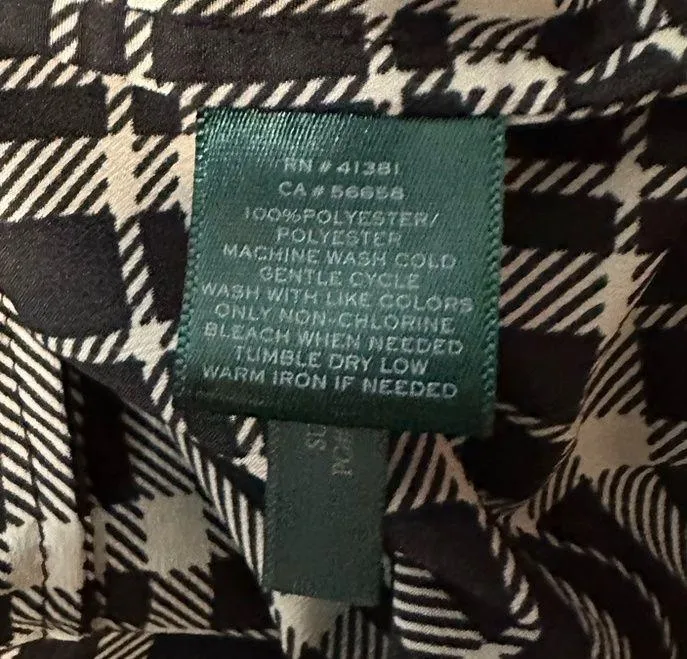 RN # 41381
CA # 56658
100%POLYESTER/
POLYESTER
MACHINE WASH COLD
GENTLE CYCLE
WASH WITH LIKE COLORS
ONLY NON-CHLORINE
BLEACH WHEN NEEDED
TUMBLE DRY LOW
WARM IRON IF NEEDED